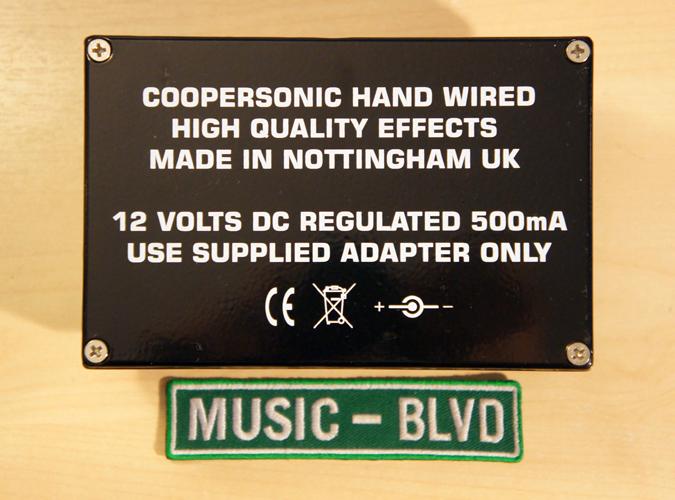 COOPERSONIC HAND WIRED
HIGH QUALITY EFFECTS
MADE IN NOTTINGHAM UK
12 VOLTS DC REGULATED 500mA
USE SUPPLIED ADAPTER ONLY
CE + −
MUSIC - BLVD